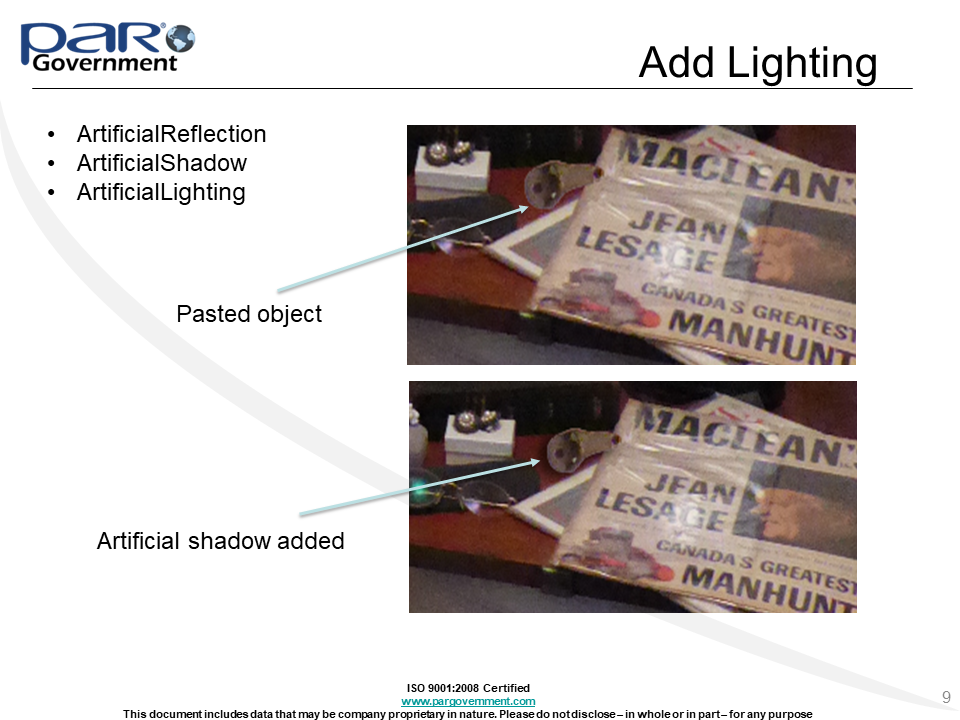 PAR®
Government
Add Lighting
• ArtificialReflection
• ArtificialShadow
• ArtificialLighting
MACLEAN'S
JEAN
LESAGE
CANADA'S GREATEST
MANHUNT
Pasted object
MACLEAN
JEAN
LESAGE
CANADA'S GREATEST
MANHUNT
Artificial shadow added
ISO 9001:2008 Certified
www.pargovernment.com
This document includes data that may be company proprietary in nature. Please do not disclose – in whole or in part – for any purpose
9